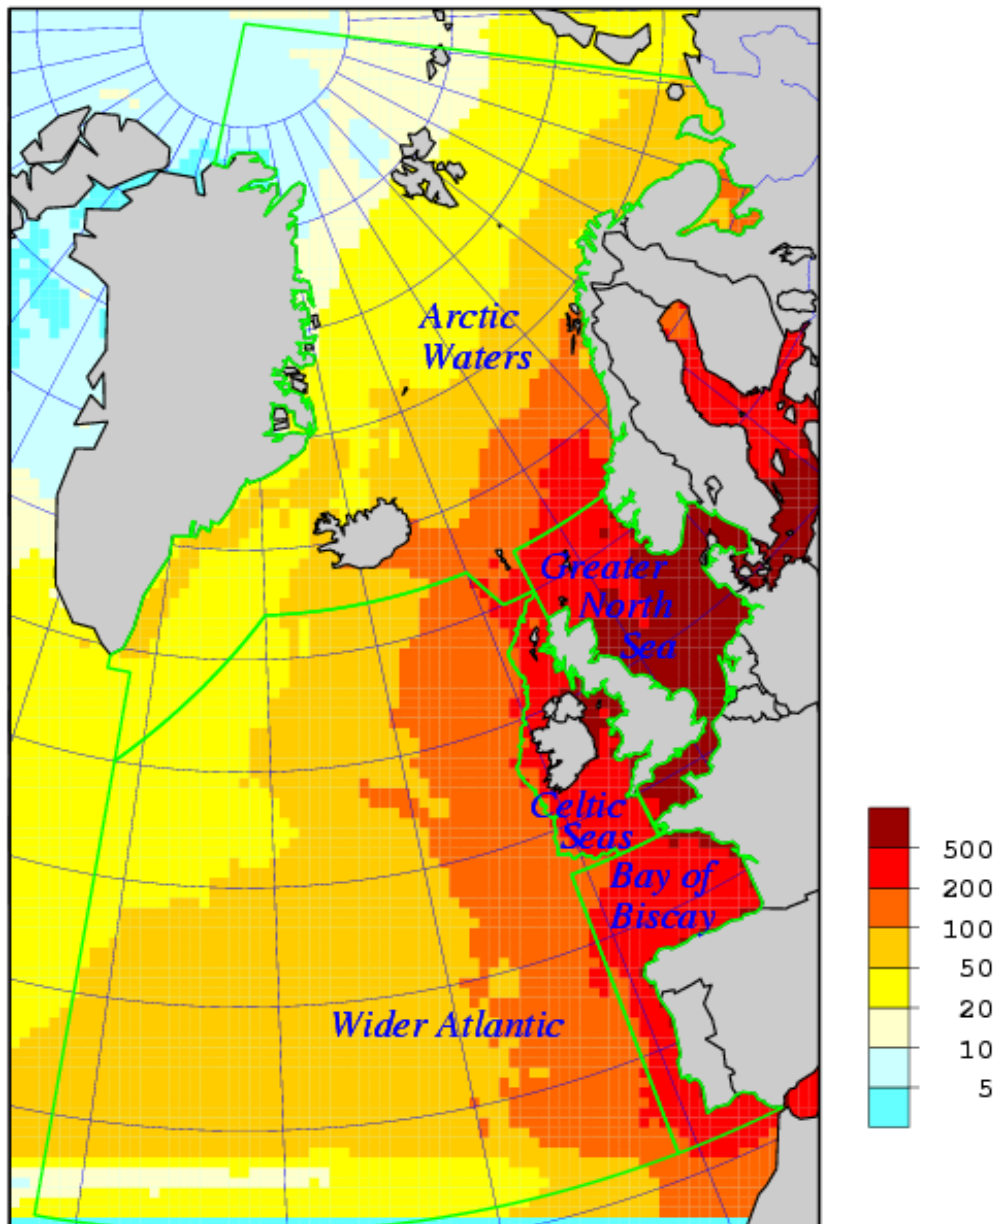 Arctic
Waters
Greater
North
Sea
Celtic
Seas
Bay of
Biscay
Wider Atlantic
500
200
100
50
20
10
5